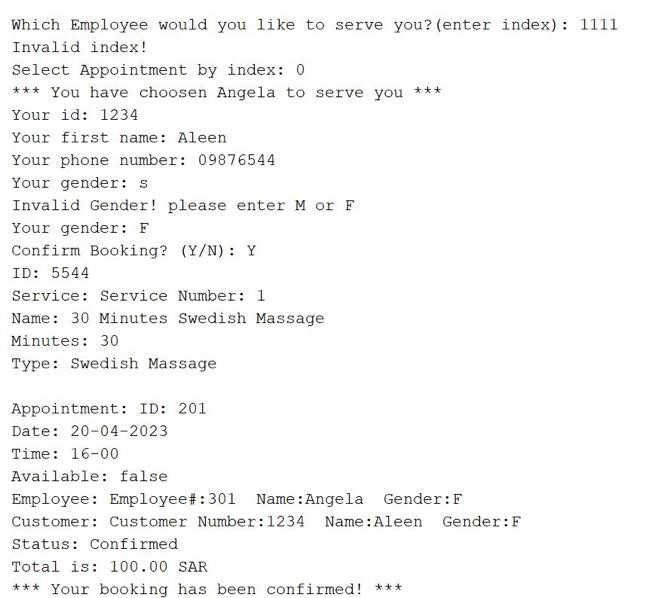 Which Employee would you like to serve you?(enter index): 1111
Invalid index!
Select Appointment by index: 0
*** You have choosen Angela to serve you ***
Your id: 1234
Your first name: Aleen
Your phone number: 09876544
Your gender: s
Invalid Gender! please enter M or F
Your gender: F
Confirm Booking? (Y/N): Y
ID: 5544
Service: Service Number: 1
Name: 30 Minutes Swedish Massage
Minutes: 30
Type: Swedish Massage

Appointment: ID: 201
Date: 20-04-2023
Time: 16-00
Available: false
Employee: Employee#:301  Name:Angela  Gender:F
Customer: Customer Number:1234  Name:Aleen  Gender:F
Status: Confirmed
Total is: 100.00 SAR
*** Your booking has been confirmed! ***